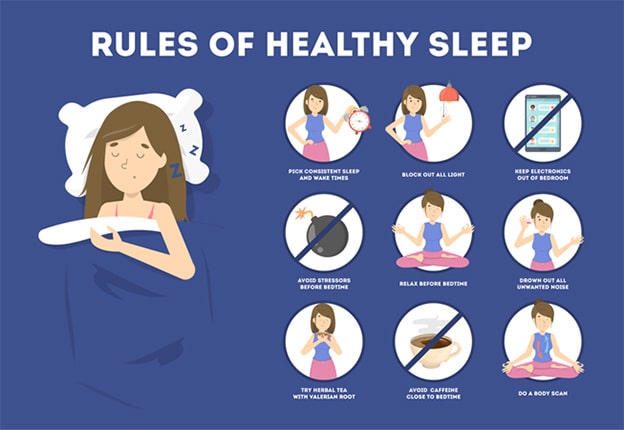 RULES OF HEALTHY SLEEP
z
z
Z
PICK CONSISTENT SLEEP
AND WAKE TIMES
BLOCK OUT ALL LIGHT
KEEP ELECTRONICS
OUT OF BEDROOM
AVOID STRESSORS
BEFORE BEDTIME
RELAX BEFORE BEDTIME
DROWN OUT ALL
UNWANTED NOISE
TRY HERBAL TEA
WITH VALERIAN ROOT
AVOID CAFFEINE
CLOSE TO BEDTIME
DO A BODY SCAN